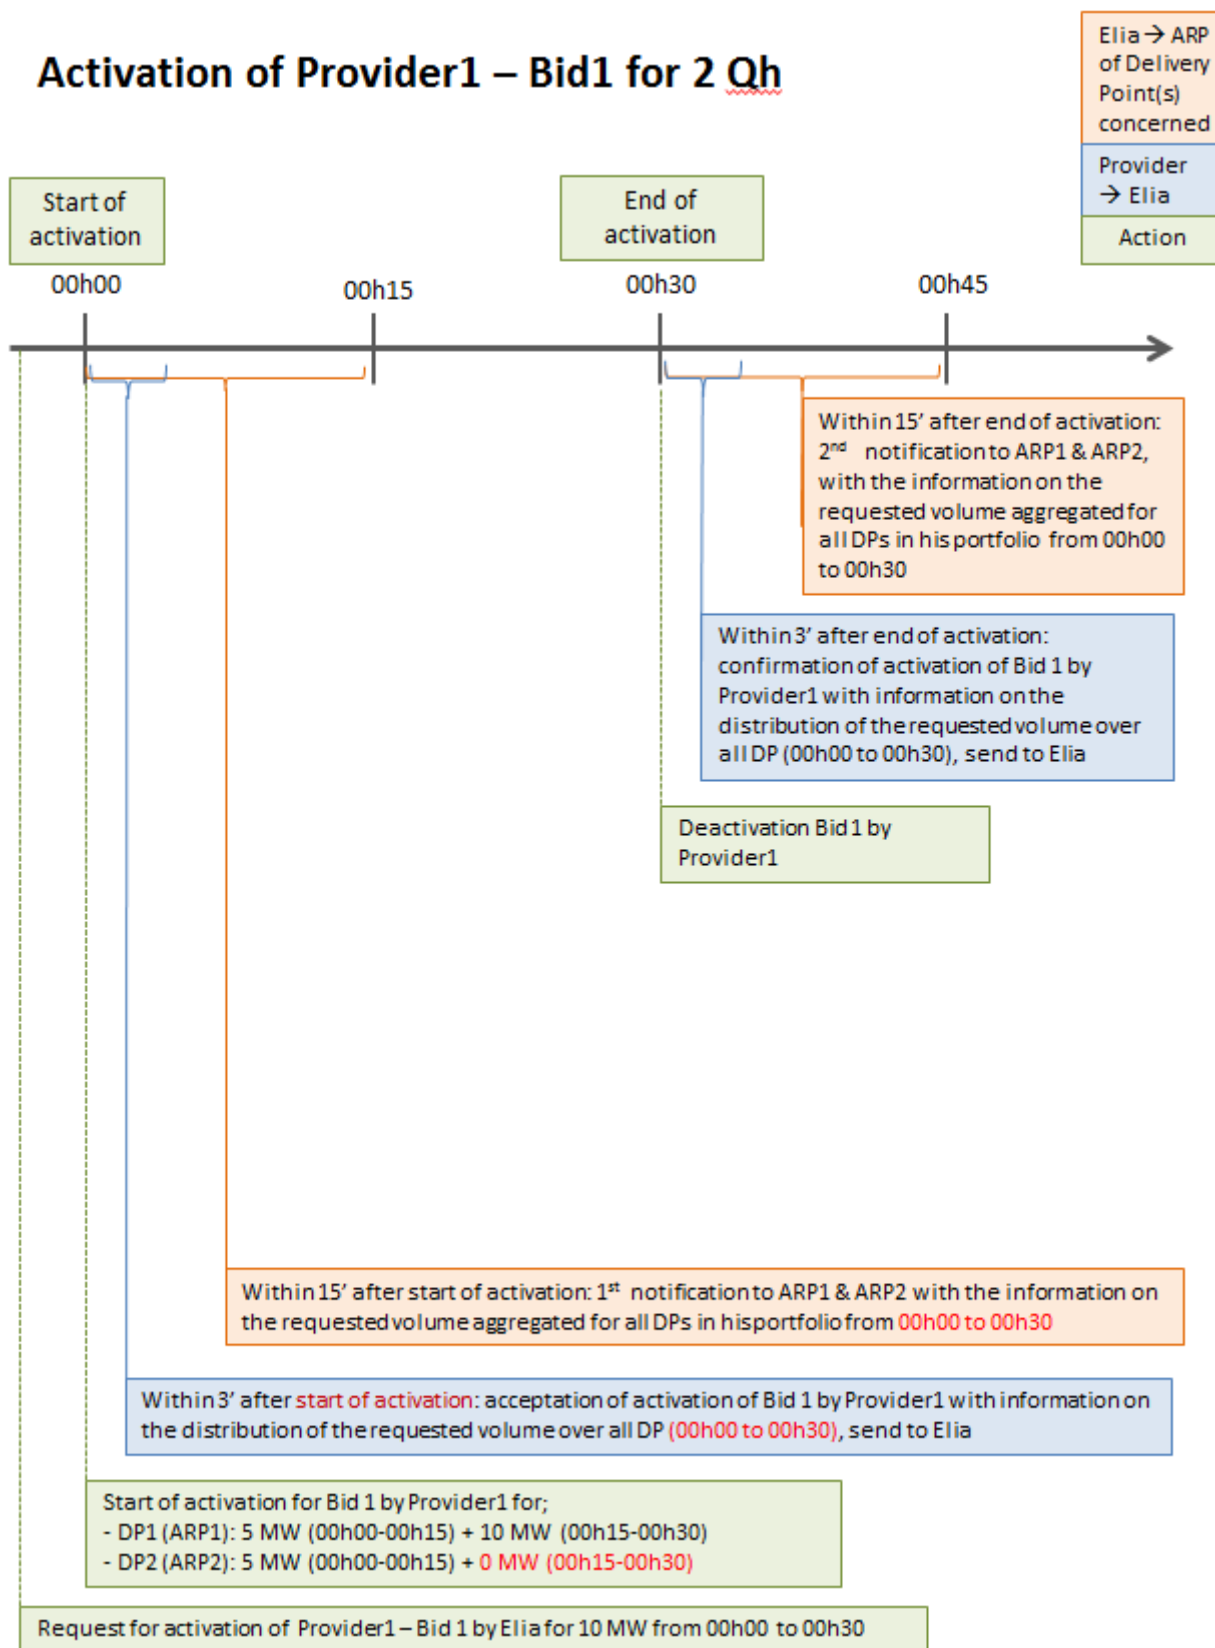 Activation of Provider1 – Bid1 for 2 Qh
Elia → ARP
of Delivery
Point(s)
concerned
Provider
→ Elia
Action
Start of
activation
End of
activation
00h00
00h15
00h30
00h45
Within 15’ after end of activation:
2nd notification to ARP1 & ARP2,
with the information on the
requested volume aggregated for
all DPs in his portfolio from 00h00
to 00h30
Within 3’ after end of activation:
confirmation of activation of Bid 1 by
Provider1 with information on the
distribution of the requested volume over
all DP (00h00 to 00h30), send to Elia
Deactivation Bid1 by
Provider1
Within 15’ after start of activation: 1st notification to ARP1 & ARP2 with the information on
the requested volume aggregated for all DPs in hisportfolio from 00h00 to 00h30
Within 3’ after start of activation: acceptation of activation of Bid 1 by Provider1 with information on
the distribution of the requested volume over all DP (00h00 to 00h30), send to Elia
Start of activation for Bid 1 by Provider1 for;
- DP1 (ARP1): 5 MW (00h00-00h15) + 10 MW (00h15-00h30)
- DP2 (ARP2): 5 MW (00h00-00h15) + 0 MW (00h15-00h30)
Request for activation of Provider1 – Bid 1 by Elia for 10 MW from 00h00 to 00h30